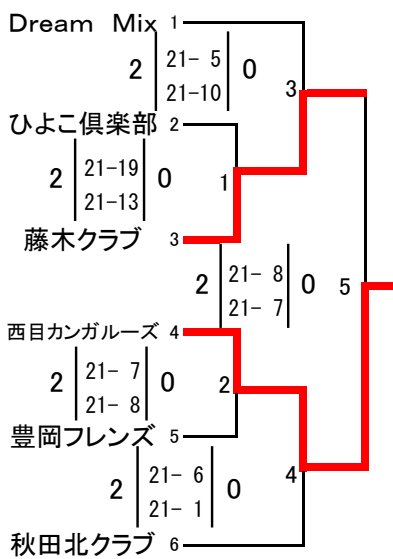 Dream Mix 1
2 21- 5 0
21-10
3
ひよこ倶楽部 2
2 21-19 0
21-13
1
藤木クラブ 3
2 21- 8 0
21- 7
5
西目カンガルーズ 4
2 21- 7 0
21- 8
2
豊岡フレンズ 5
2 21- 6 0
21- 1
4
秋田北クラブ 6